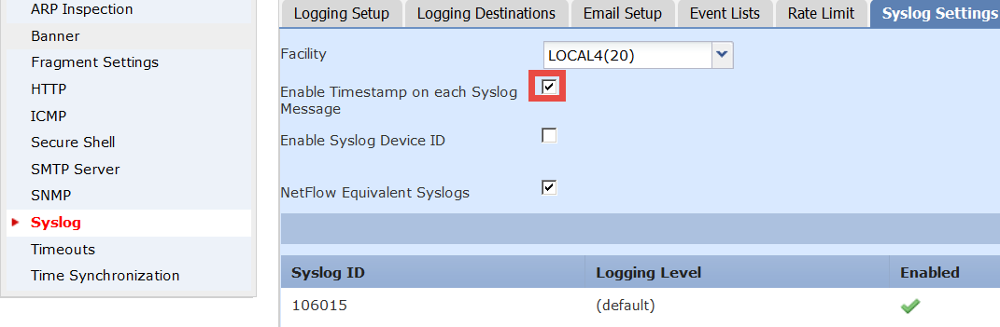 ARP Inspection
Banner
Fragment Settings
HTTP
ICMP
Secure Shell
SMTP Server
SNMP
Syslog
Timeouts
Time Synchronization
Logging Setup Logging Destinations Email Setup Event Lists Rate Limit Syslog Settings
Facility LOCAL4(20)
Enable Timestamp on each Syslog
Message
Enable Syslog Device ID
NetFlow Equivalent Syslogs
Syslog ID Logging Level Enabled
106015 (default)